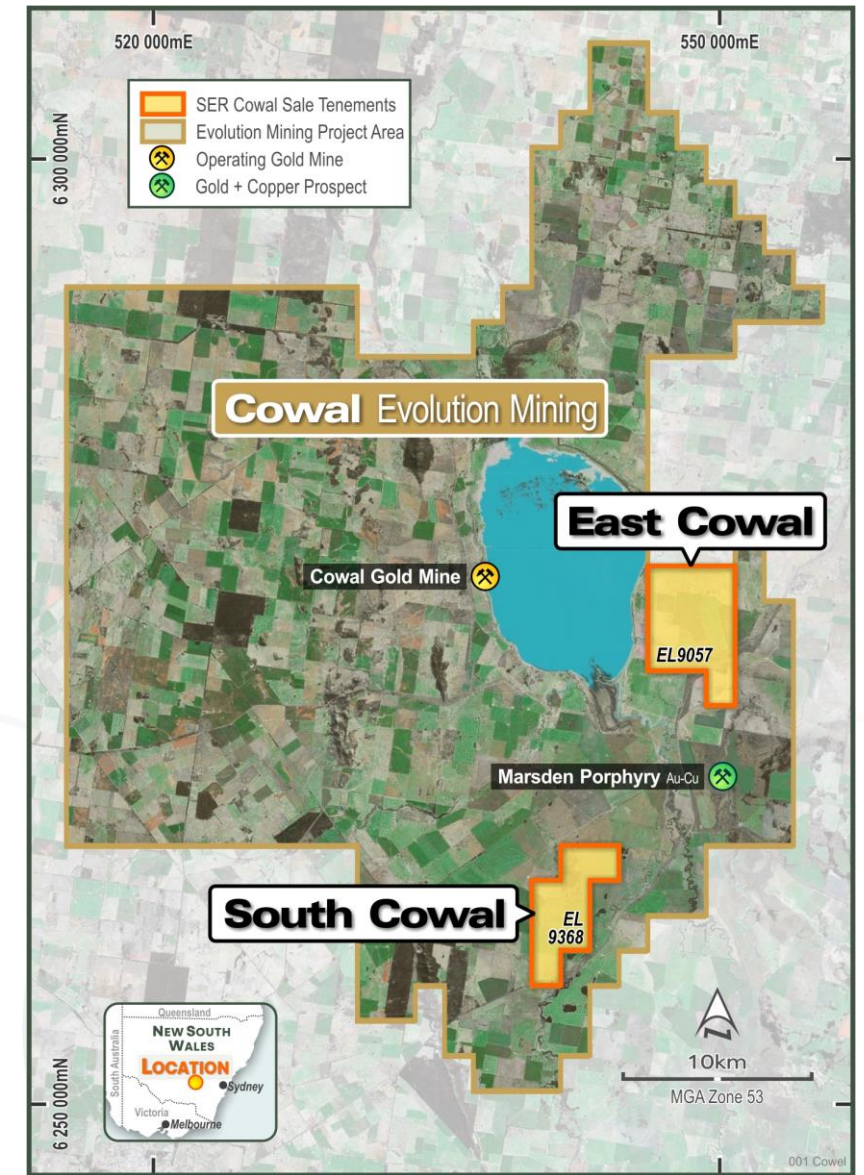 520 000mE
550 000mE
SER Cowal Sale Tenements
Evolution Mining Project Area
Operating Gold Mine
Gold + Copper Prospect
6 300 000mN
Cowal Evolution Mining
East Cowal
Cowal Gold Mine
EL9057
Marsden Porphyry Au-Cu
South Cowal
EL
9368
Queensland
South Australia
NEW SOUTH
WALES
LOCATION
Sydney
Victoria
Melbourne
6 250 000mN
N
10km
MGA Zone 53
001 Cowel